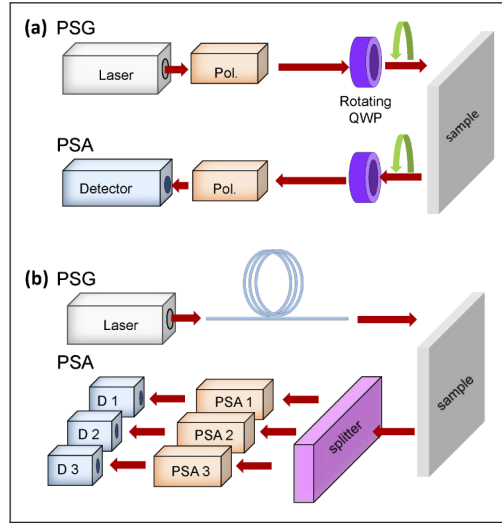 (a) PSG
Laser
Pol.
Rotating
QWP
sample
PSA
Detector
Pol.
(b) PSG
Laser
sample
PSA
D 1
PSA 1
D 2
PSA 2
splitter
D 3
PSA 3